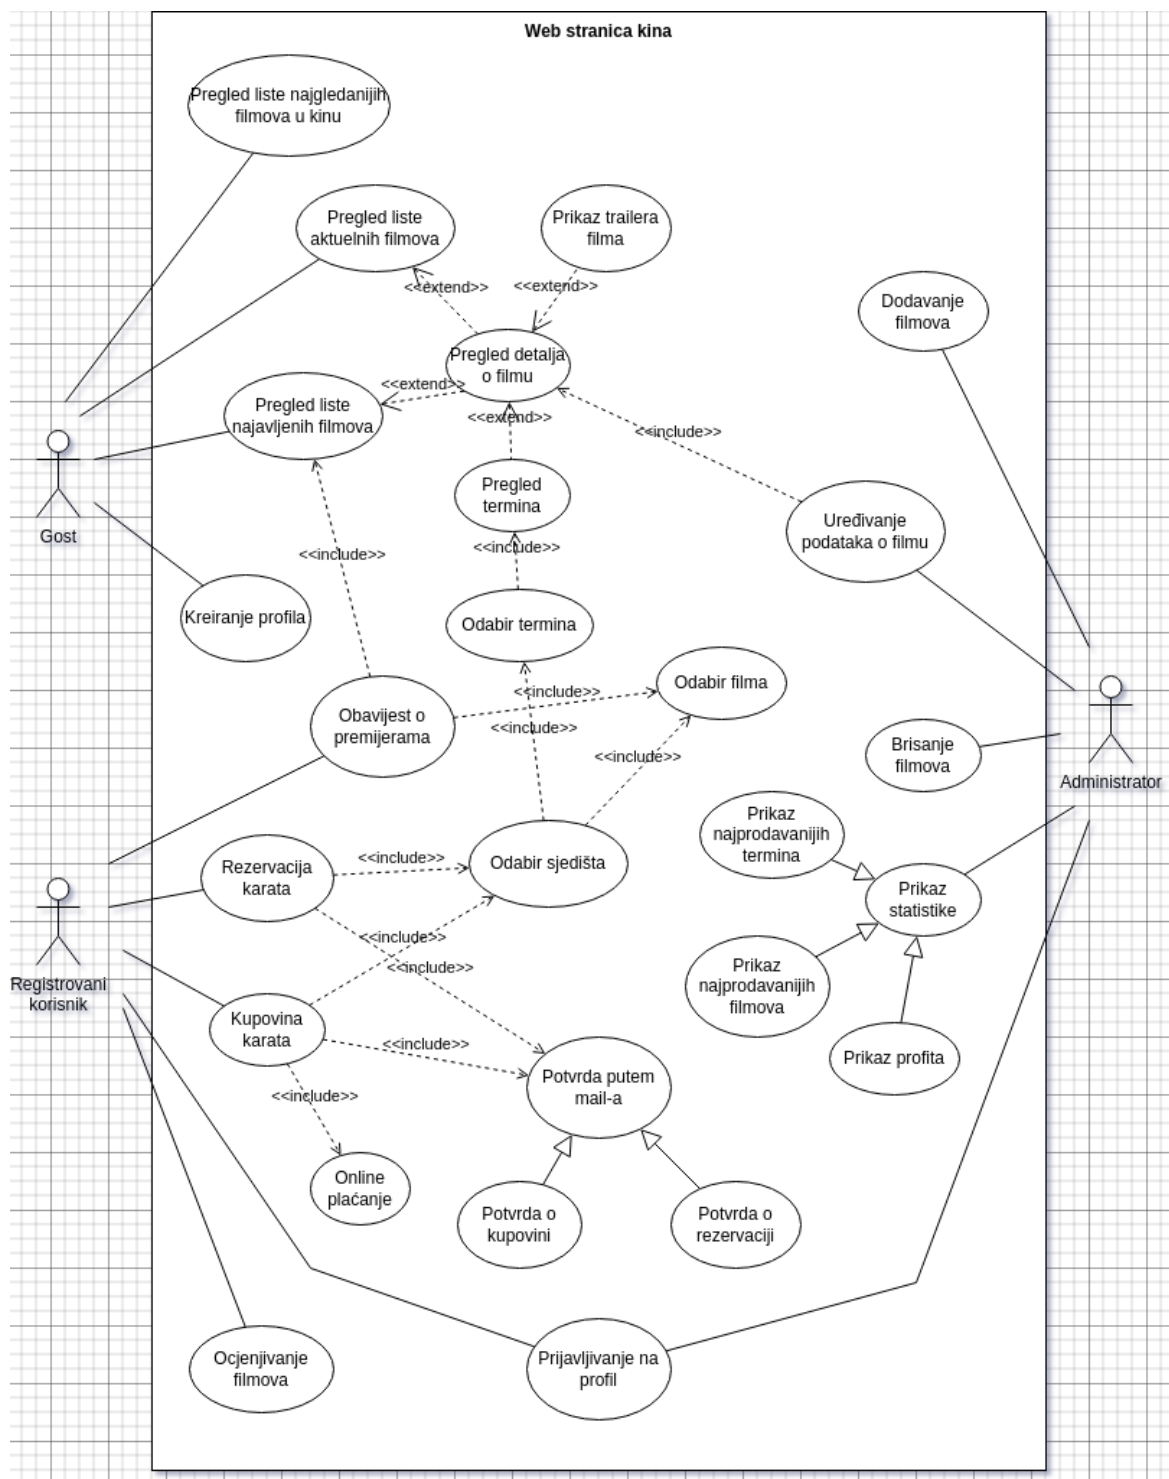 Web stranica kina
Pregled liste najgledanijih
filmova u kinu
Pregled liste
aktuelnih filmova
Prikaz trailera
filma
<<extend>>
<<extend>>
Dodavanje
filmova
Pregled detalja
o filmu
<<extend>>
Pregled liste
najavljenih filmova
<<extend>>
<<include>>
Gost
Pregled
termina
Uređivanje
podataka o filmu
<<include>>
<<include>>
Kreiranje profila
Odabir termina
Odabir filma
<<include>>
Obavijest o
premijerama
<<include>>
<<include>>
Brisanje
filmova
Administrator
Prikaz
najprodavanijih
termina
Rezervacija
karata
<<include>>
Odabir sjedišta
Prikaz
statistike
<<include>>
<<include>>
Registrovani
korisnik
Prikaz
najprodavanijih
filmova
Kupovina
karata
<<include>>
Prikaz profita
Potvrda putem
mail-a
<<include>>
Online
plaćanje
Potvrda o
kupovini
Potvrda o
rezervaciji
Ocjenjivanje
filmova
Prijavljivanje na
profil